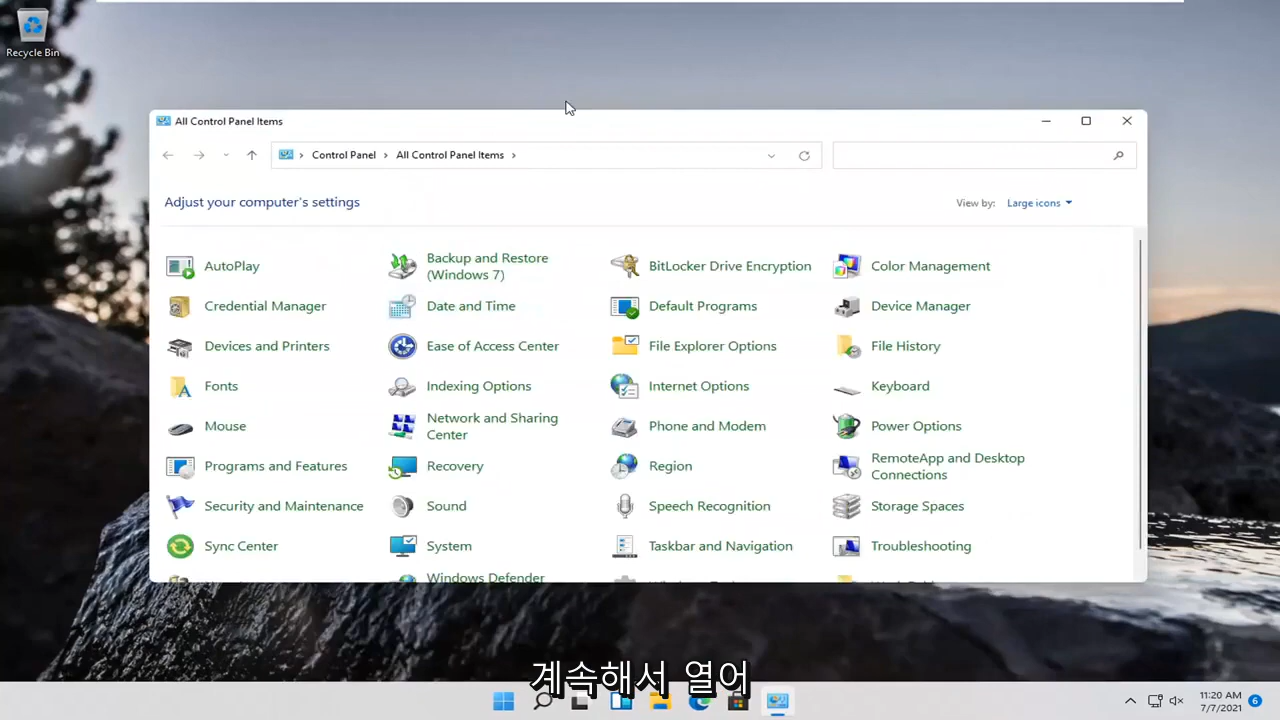 Recycle Bin
All Control Panel Items
Control Panel > All Control Panel Items >
Adjust your computer's settings
View by: Large icons
AutoPlay
Backup and Restore
(Windows 7)
BitLocker Drive Encryption
Color Management
Credential Manager
Date and Time
Default Programs
Device Manager
Devices and Printers
Ease of Access Center
File Explorer Options
File History
Fonts
Indexing Options
Internet Options
Keyboard
Mouse
Network and Sharing
Center
Phone and Modem
Power Options
Programs and Features
Recovery
Region
RemoteApp and Desktop
Connections
Security and Maintenance
Sound
Speech Recognition
Storage Spaces
Sync Center
System
Taskbar and Navigation
Troubleshooting
Windows Defender
계속해서 열어
11:20 AM
7/7/2021
6